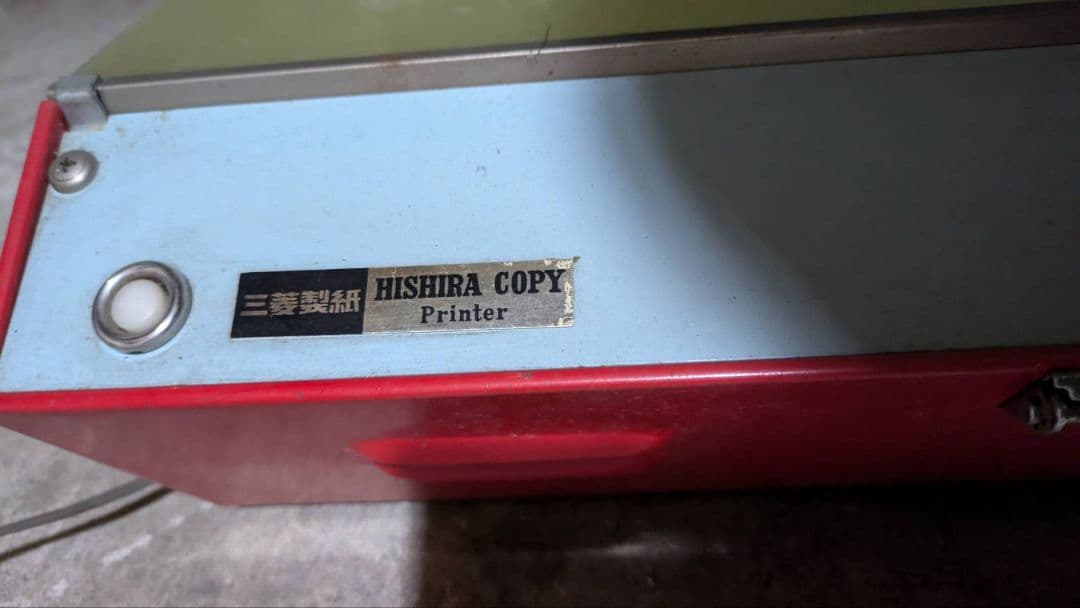 三菱製紙 HISHIRA COPY
Printer